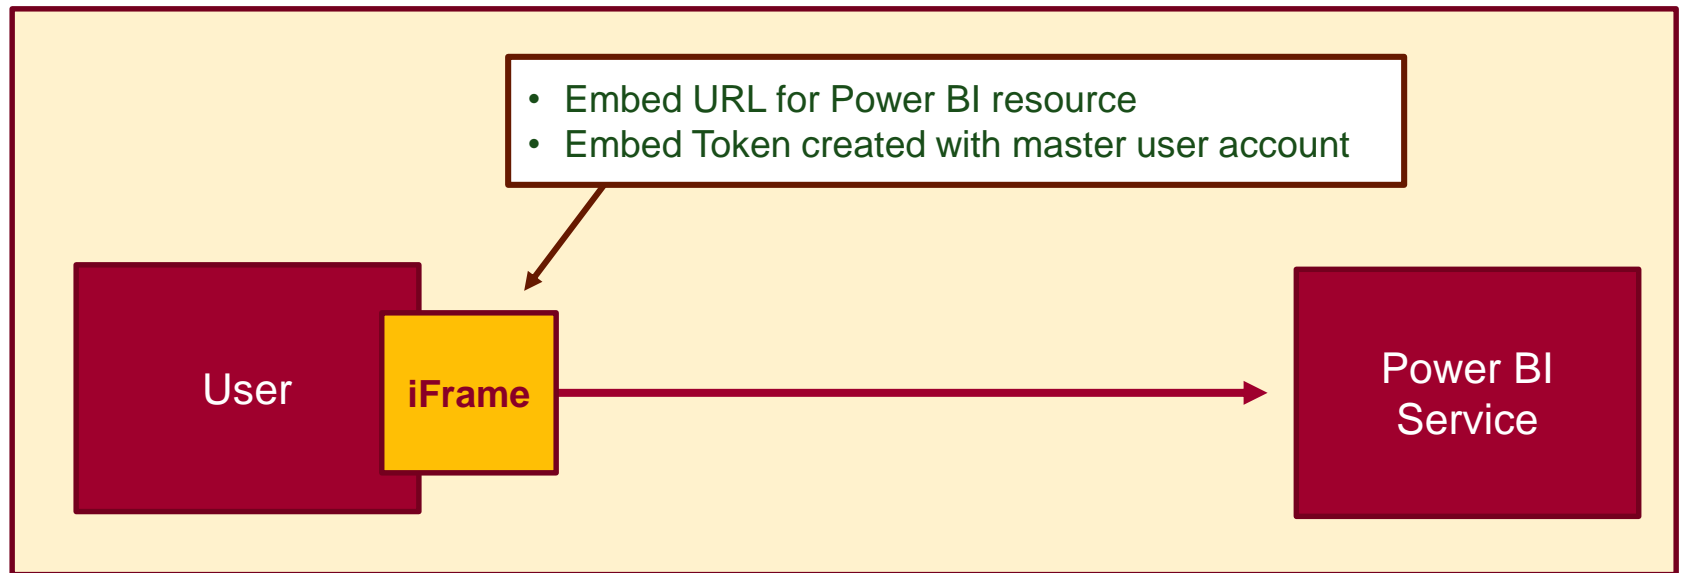 • Embed URL for Power BI resource
• Embed Token created with master user account
User
iFrame
Power BI
Service